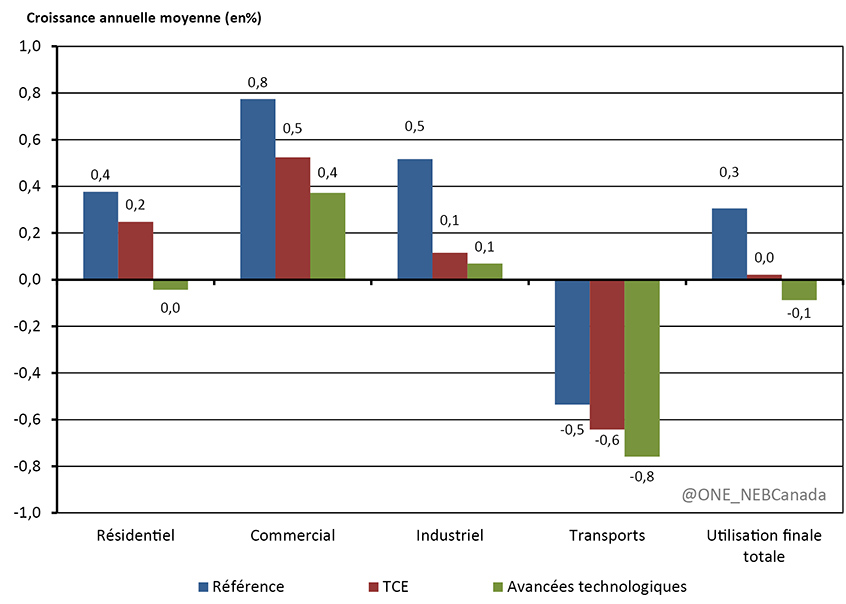 Croissance annuelle moyenne (en%)
1,0
0,8
0,6
0,4
0,2
0,0
-0,2
-0,4
-0,6
-0,8
-1,0
0,4
0,2
0,0
0,8
0,5
0,4
0,5
0,1
0,1
-0,5
-0,6
-0,8
0,3
0,0
-0,1
@ONE_NEBCanada
Résidentiel
Commercial
Industriel
Transports
Utilisation finale
totale
Référence
TCE
Avancées technologiques